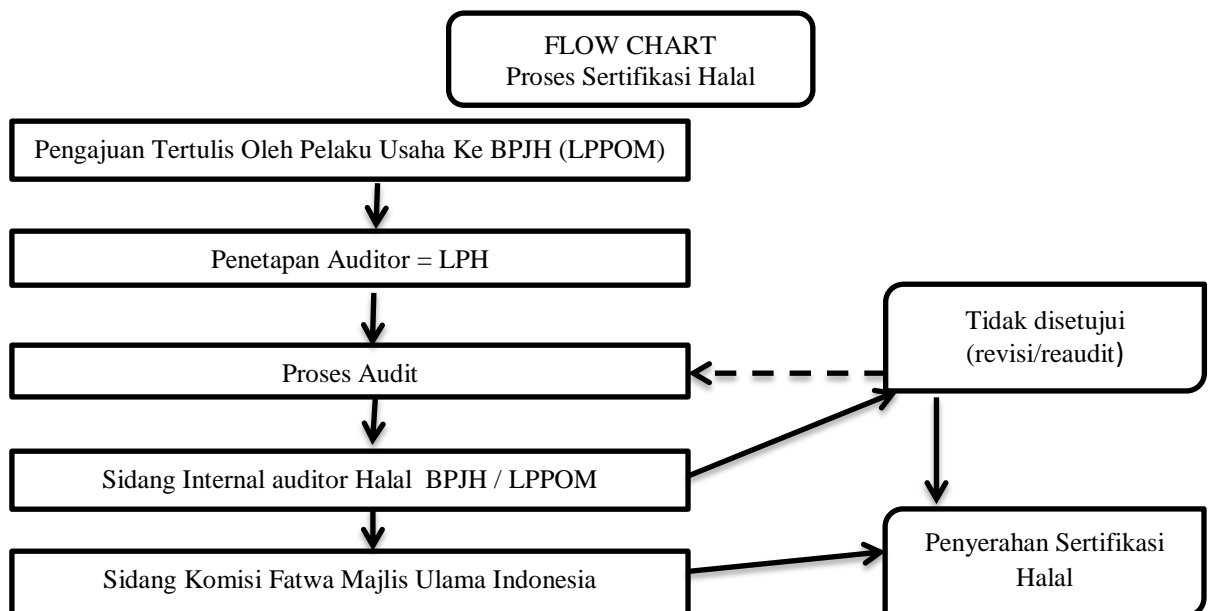 FLOW CHART
Proses Sertifikasi Halal
Pengajuan Tertulis Oleh Pelaku Usaha Ke BPJH (LPPOM)
Penetapan Auditor = LPH
Tidak disetujui
(revisi/reaudit)
Proses Audit
Sidang Internal auditor Halal BPJH / LPPOM
Penyerahan Sertifikasi
Halal
Sidang Komisi Fatwa Majlis Ulama Indonesia